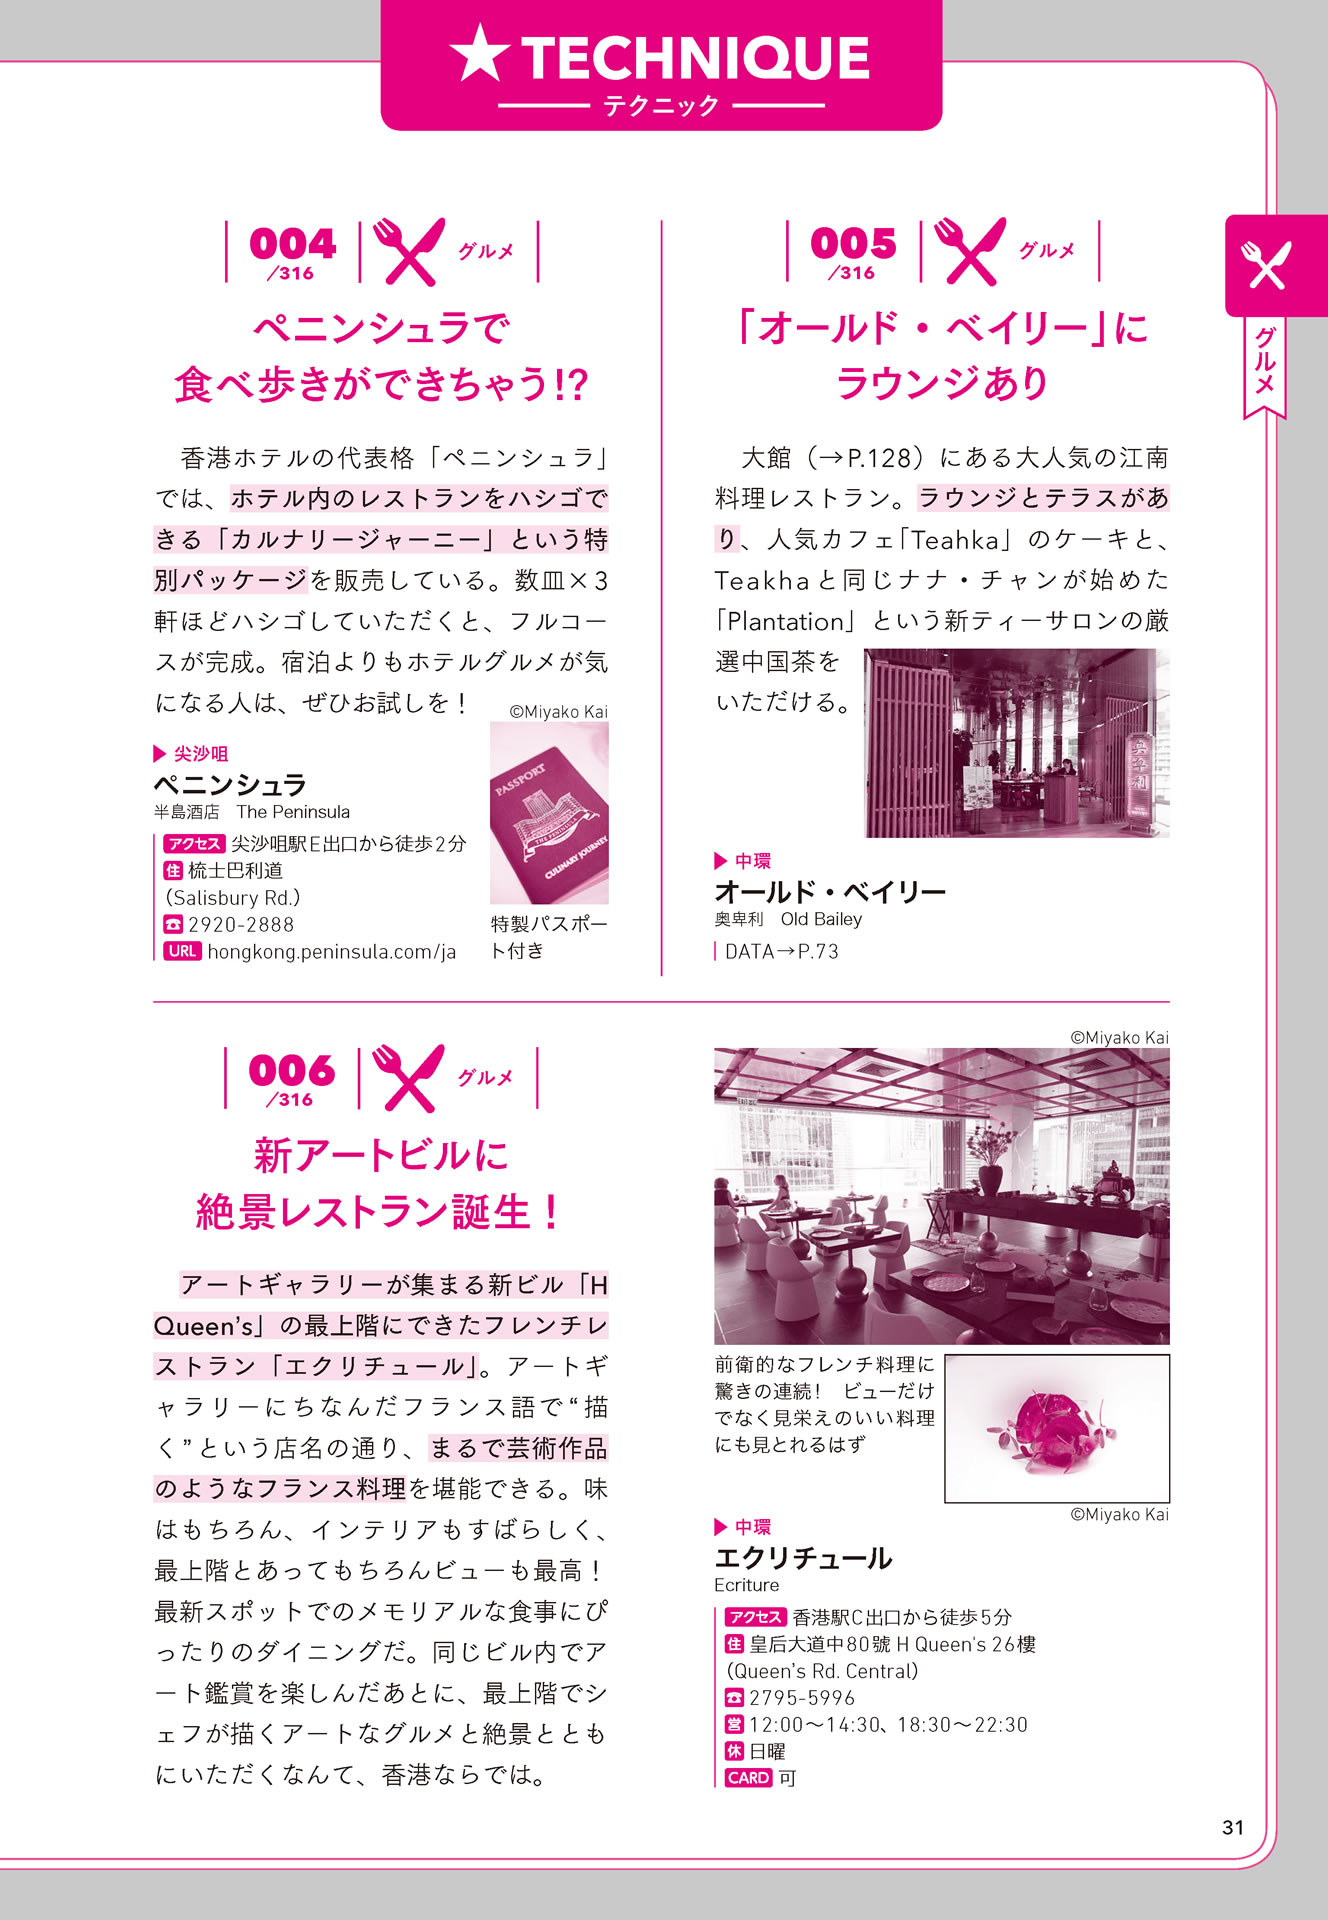 ★TECHNIQUE
テクニック
004
/316
グルメ
ペニンシュラで
食べ歩きができちゃう!?
香港ホテルの代表格「ペニンシュラ」
では、ホテル内のレストランをハシゴで
きる「カルナリージャーニー」という特
別パッケージを販売している。数皿×3
軒ほどハシゴしていただくと、フルコー
スが完成。宿泊よりもホテルグルメが気
になる人は、ぜひお試しを！
©Miyako Kai
PASSPORT
THE PENINSULA
CULINARY JOURNEY
特製パスポー
ト付き
▶ 尖沙咀
ペニンシュラ
半島酒店　The Peninsula
アクセス 尖沙咀駅E出口から徒歩2分
住 梳士巴利道
（Salisbury Rd.）
☎ 2920-2888
URL hongkong.peninsula.com/ja
005
/316
グルメ
「オールド・ベイリー」に
ラウンジあり
大館（→P.128）にある大人気の江南
料理レストラン。ラウンジとテラスがあ
り、人気カフェ「Teahka」のケーキと、
Teakhaと同じナナ・チャンが始めた
「Plantation」という新ティーサロンの厳
選中国茶を
いただける。
奥卑利
▶ 中環
オールド・ベイリー
奥卑利　Old Bailey
DATA→P.73
グルメ
006
/316
グルメ
新アートビルに
絶景レストラン誕生！
アートギャラリーが集まる新ビル「H
Queen's」の最上階にできたフレンチレ
ストラン「エクリチュール」。アートギ
ャラリーにちなんだフランス語で“描
く”という店名の通り、まるで芸術作品
のようなフランス料理を堪能できる。味
はもちろん、インテリアもすばらしく、
最上階とあってもちろんビューも最高！
最新スポットでのメモリアルな食事にぴ
ったりのダイニングだ。同じビル内でア
ート鑑賞を楽しんだあとに、最上階でシ
ェフが描くアートなグルメと絶景ととも
にいただくなんて、香港ならでは。
©Miyako Kai
前衛的なフレンチ料理に
驚きの連続！　ビューだけ
でなく見栄えのいい料理
にも見とれるはず
©Miyako Kai
▶ 中環
エクリチュール
Ecriture
アクセス 香港駅C出口から徒歩5分
住 皇后大道中80號 H Queen's 26樓
（Queen's Rd. Central）
☎ 2795-5996
営 12:00～14:30、18:30～22:30
休 日曜
CARD 可
31